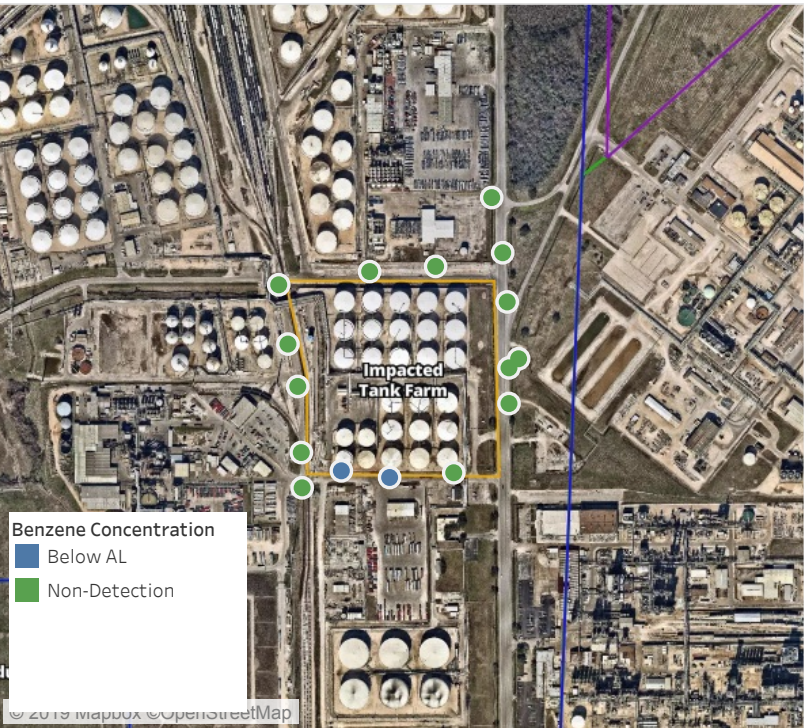 Impacted
Tank Farm
Benzene Concentration
Below AL
Non-Detection
© 2019 Mapbox ©OpenStreetMap